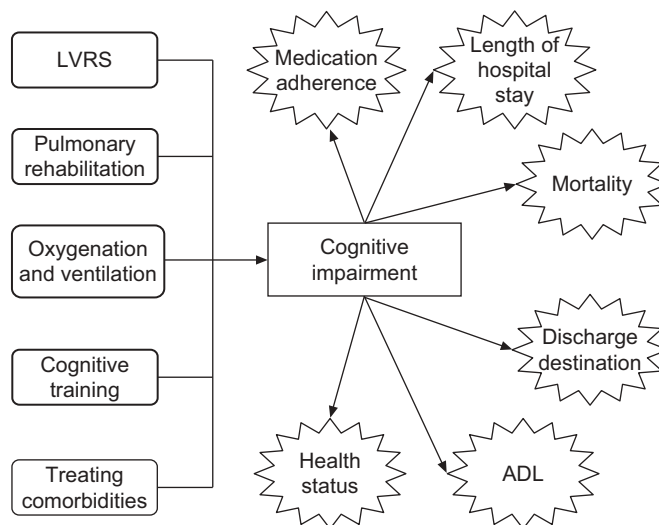 LVRS
Pulmonary
rehabilitation
Oxygenation
and ventilation
Cognitive
training
Treating
comorbidities
Cognitive
impairment
Medication
adherence
Length of
hospital
stay
Mortality
Discharge
destination
ADL
Health
status